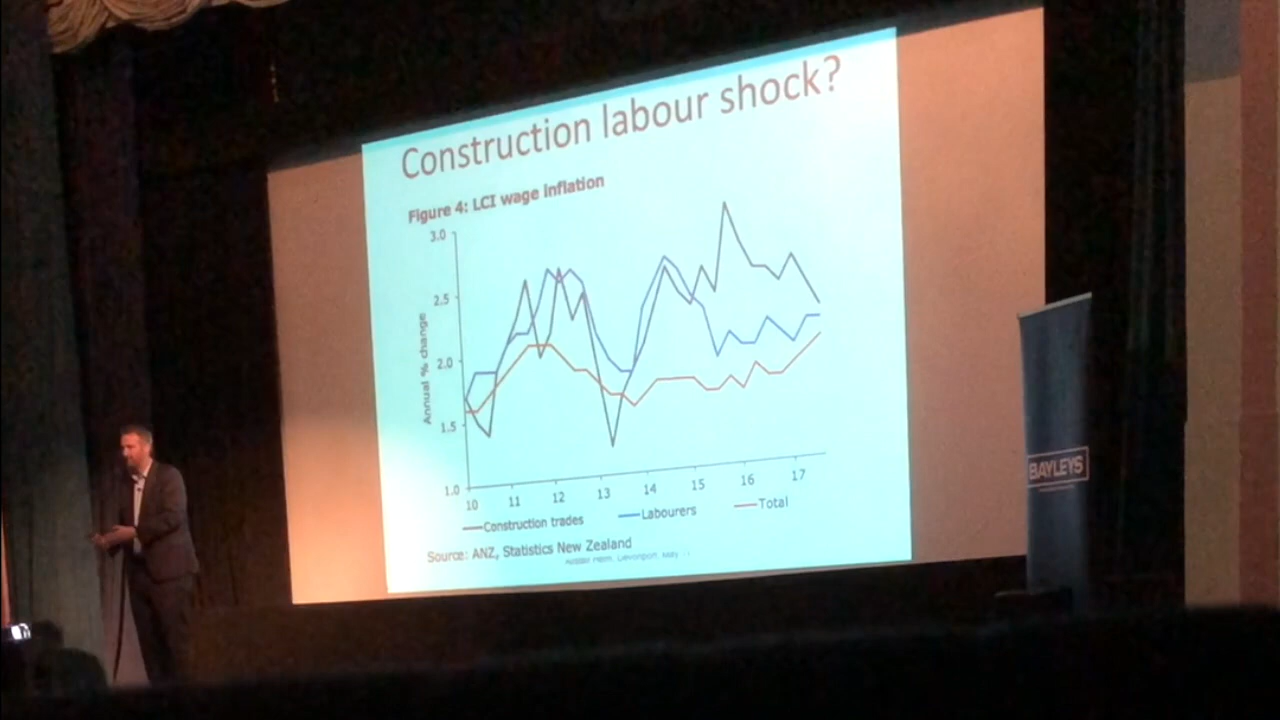 Construction labour shock?
Figure 4: LCI wage inflation
Annual % change
3.0
2.5
2.0
1.5
1.0
10 11 12 13 14 15 16 17
Construction trades Labourers Total
Source: ANZ, Statistics New Zealand
BAYLEYS